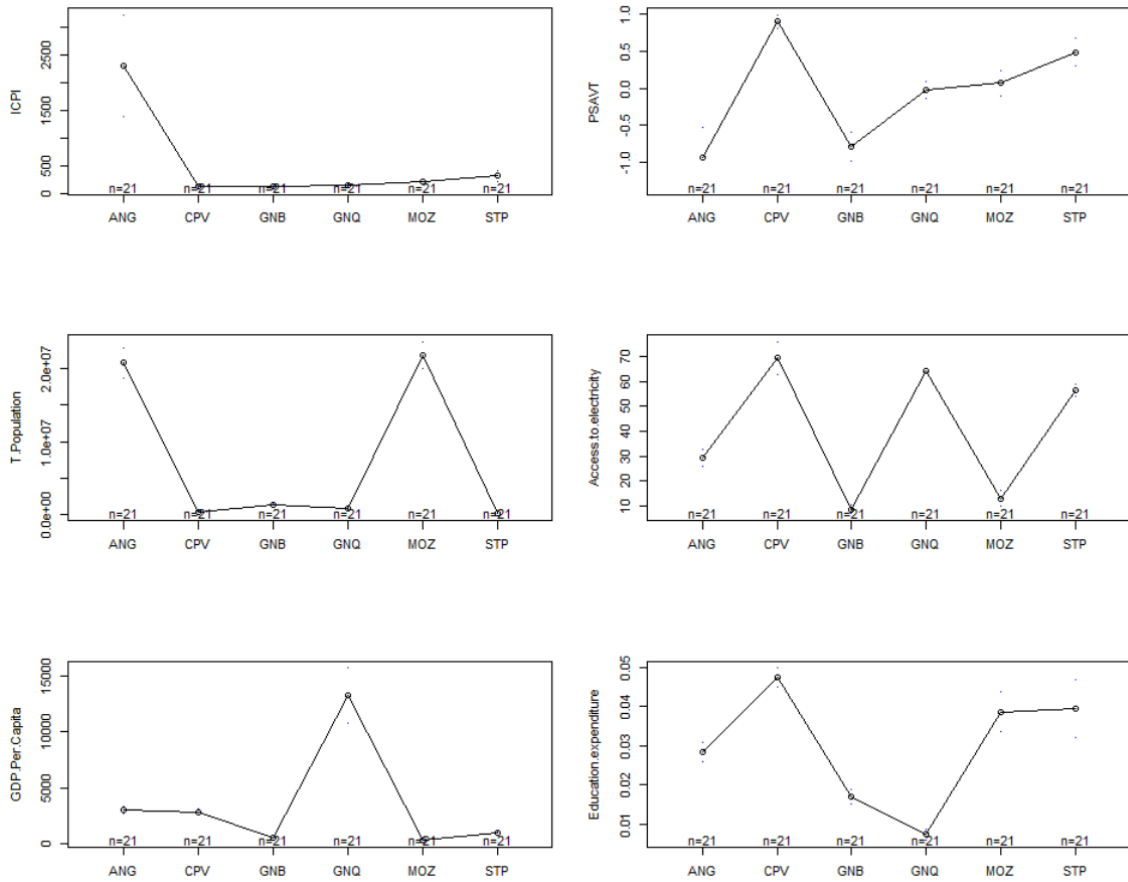 ICPI
2500
1500
500
0
n=21 n=21 n=21 n=21 n=21 n=21
ANG CPV GNB GNQ MOZ STP
PSAVT
1.0
0.5
0.0
-0.5
-1.0
n=21 n=21 n=21 n=21 n=21 n=21
ANG CPV GNB GNQ MOZ STP
T.Population
2.0e+07
1.0e+07
0.0e+00
n=21 n=21 n=21 n=21 n=21 n=21
ANG CPV GNB GNQ MOZ STP
Access.to.electricity
70
60
50
40
30
20
10
n=21 n=21 n=21 n=21 n=21 n=21
ANG CPV GNB GNQ MOZ STP
GDP.Per.Capita
15000
10000
5000
0
n=21 n=21 n=21 n=21 n=21 n=21
ANG CPV GNB GNQ MOZ STP
Education.expenditure
0.05
0.04
0.03
0.02
0.01
n=21 n=21 n=21 n=21 n=21 n=21
ANG CPV GNB GNQ MOZ STP